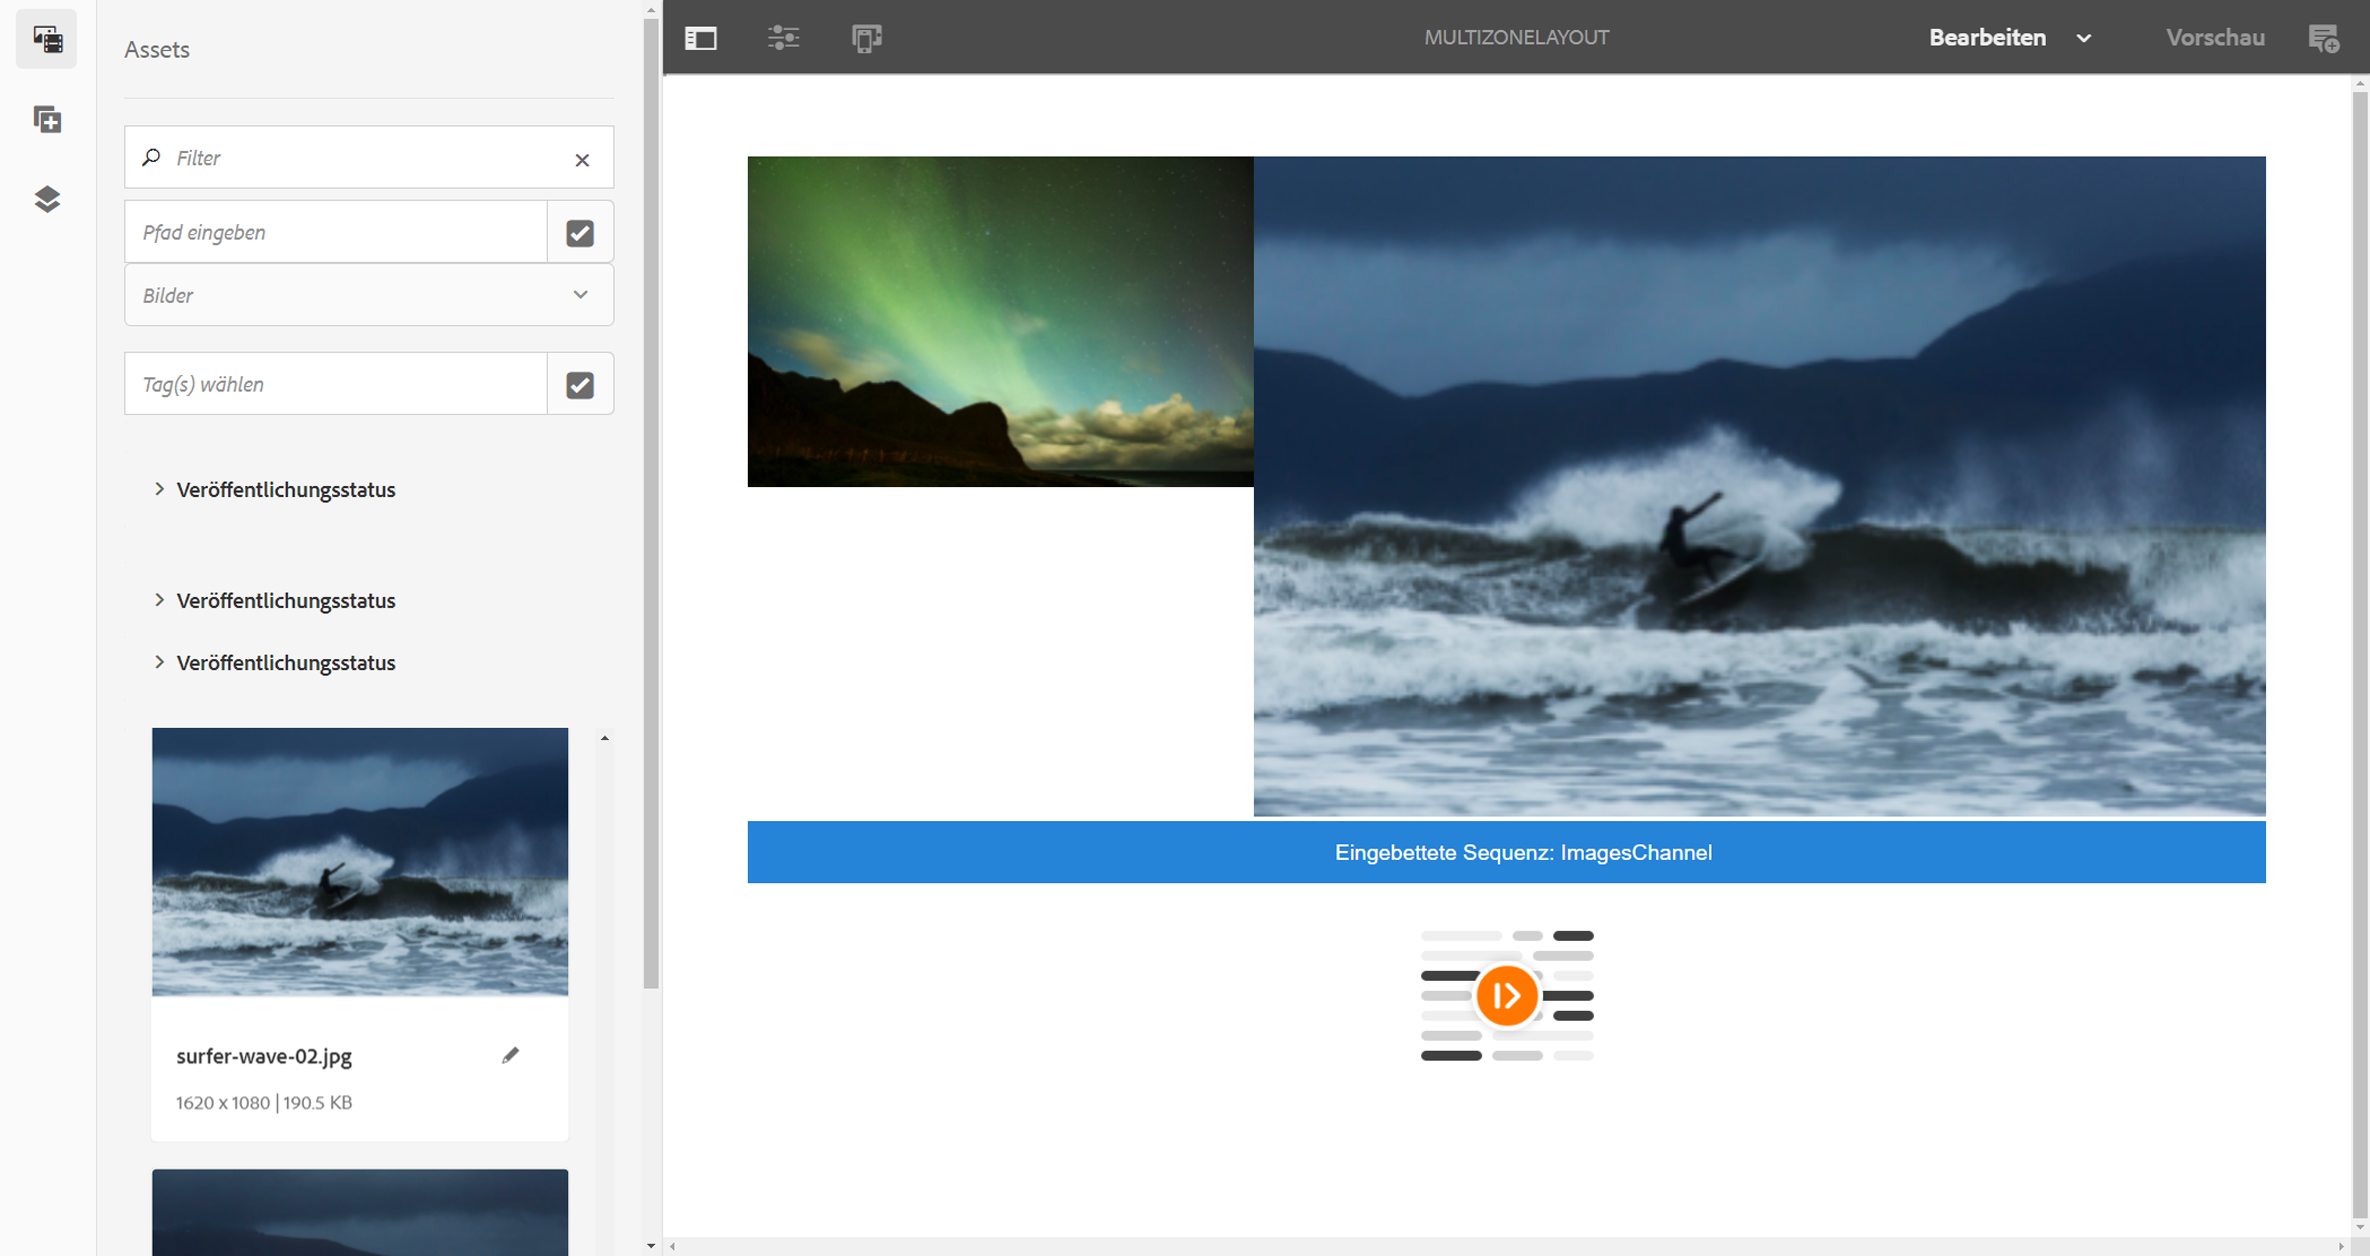 Assets
Filter
Pfad eingeben
Bilder
Tag(s) wählen
Veröffentlichungsstatus
Veröffentlichungsstatus
Veröffentlichungsstatus
surfer-wave-02.jpg
1620 x 1080 | 190.5 KB
MULTIZONELAYOUT
Bearbeiten
Vorschau
Eingebettete Sequenz: ImagesChannel